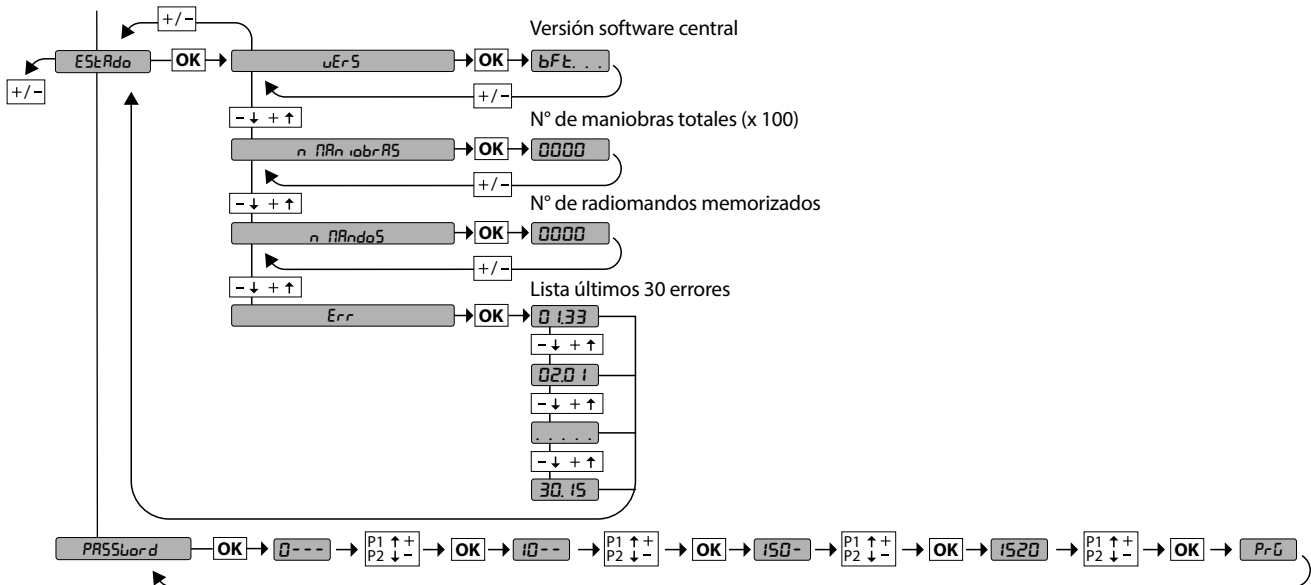 +/-
Versión software central
EStAdo OK vErS OK bFt. . .
+/-
+/-
- ↓ + ↑
N° de maniobras totales (x 100)
n MAniobrAS OK 0000
+/-
- ↓ + ↑
N° de radiomandos memorizados
n MAndoS OK 0000
+/-
- ↓ + ↑
Lista últimos 30 errores
Err OK 01.33
- ↓ + ↑
02.01
- ↓ + ↑
. . . . .
- ↓ + ↑
30.15
PASSword OK 0--- P1 ↑ + OK 10-- P1 ↑ + OK 150- P1 ↑ + OK 1520 P1 ↑ + OK PrG
P2 ↓ - P2 ↓ - P2 ↓ - P2 ↓ -